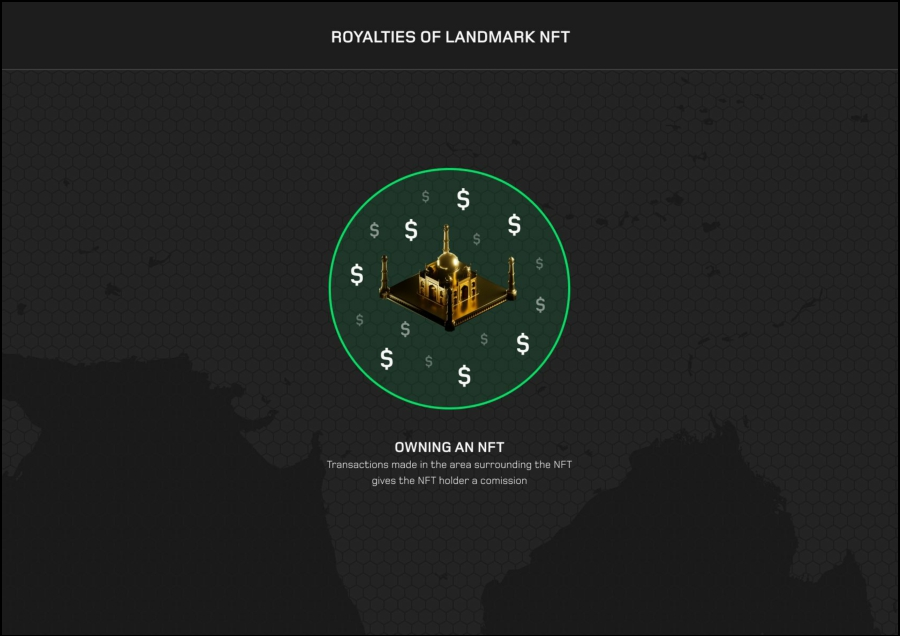 ROYALTIES OF LANDMARK NFT
$ $
$ $ $ $
$ $
$ $
$ $ $ $
$ $ $
OWNING AN NFT
Transactions made in the area surrounding the NFT
gives the NFT holder a comission